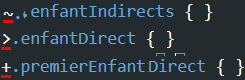 ~.enfantIndirects { }
>.enfantDirect { }
+.premierEnfantDirect { }